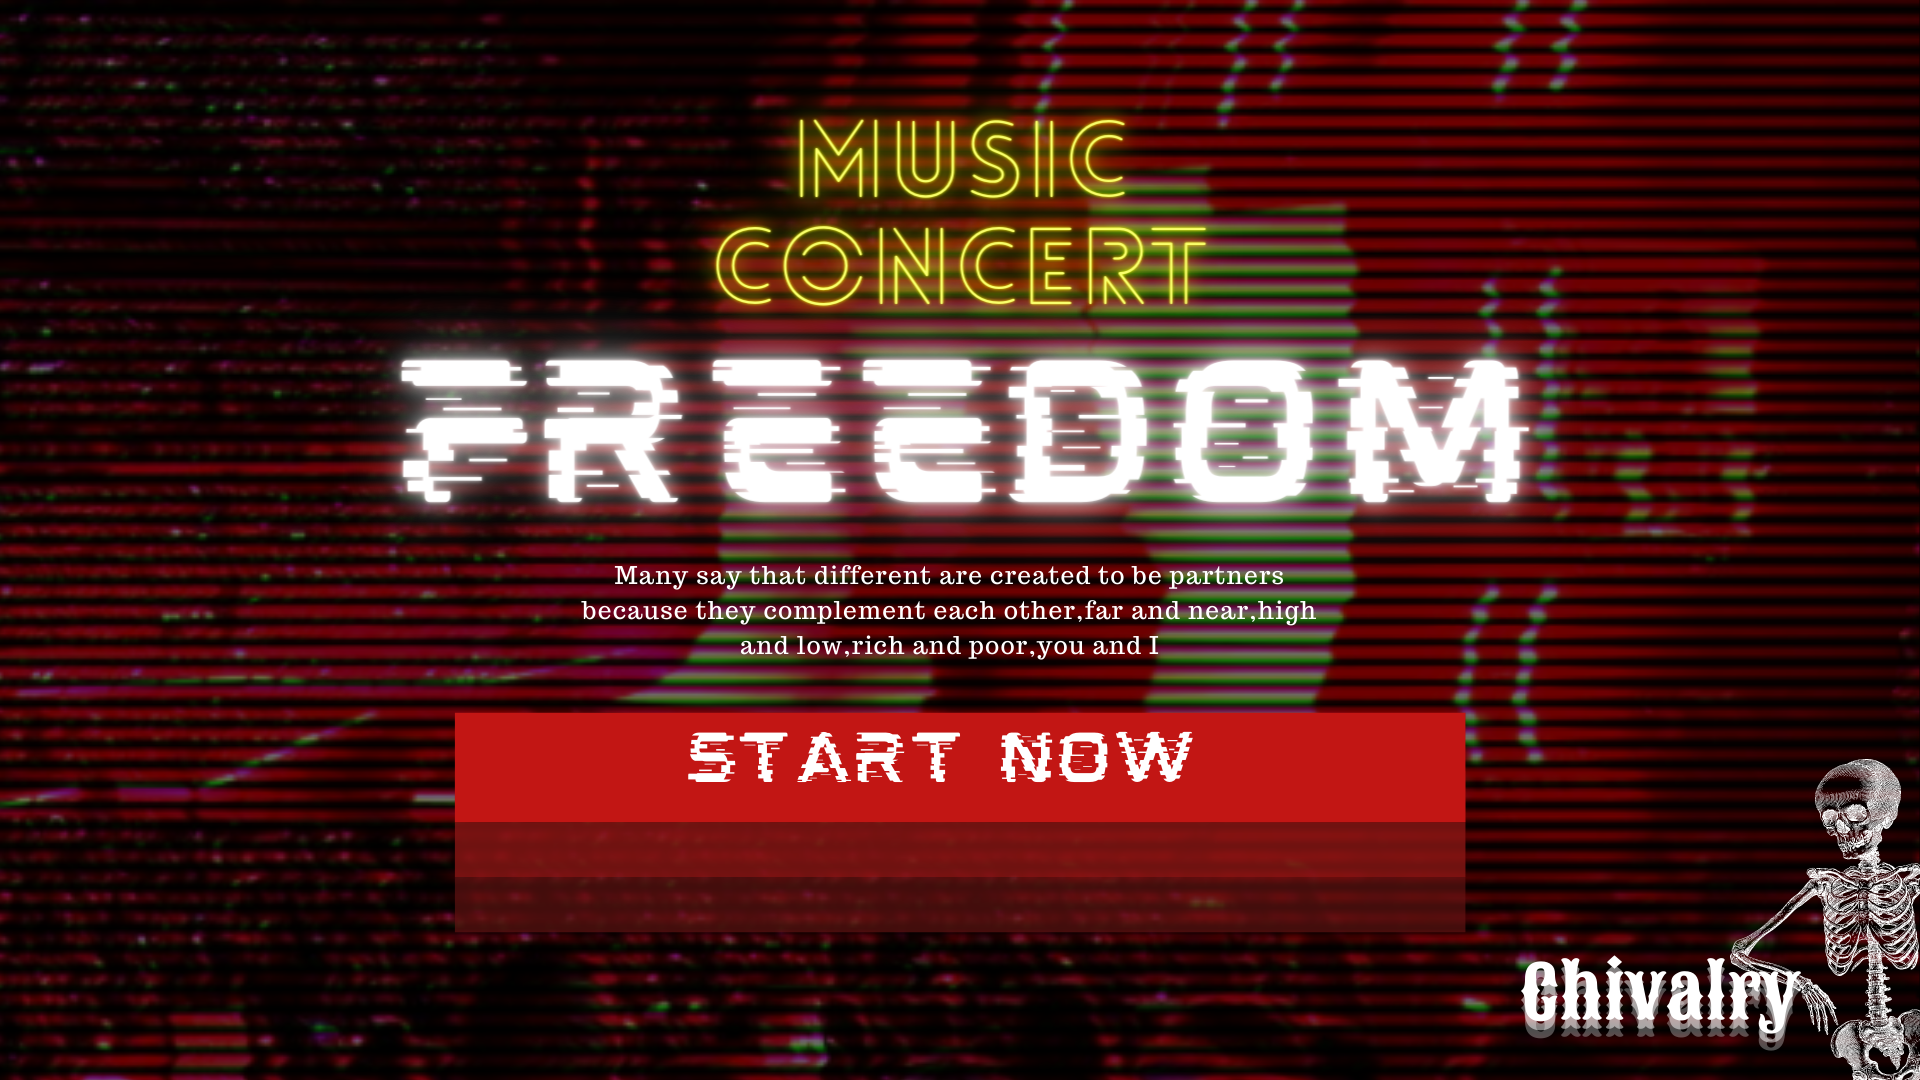 MUSIC
CONCERT
FREEDOM
Many say that different are created to be partners
because they complement each other,far and near,high
and low,rich and poor,you and I
START NOW
Chivalry